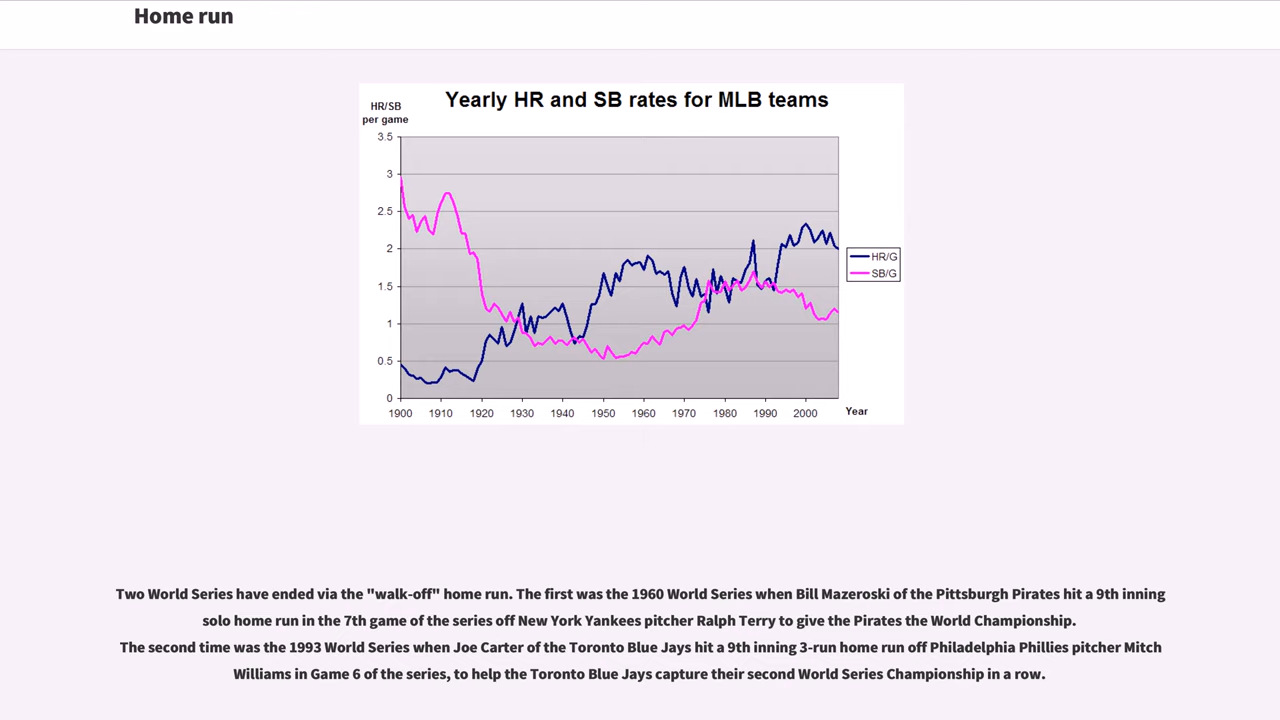 Home run
Yearly HR and SB rates for MLB teams
HR/SB
per game
3.5
3
2.5
2
1.5
1
0.5
0
1900 1910 1920 1930 1940 1950 1960 1970 1980 1990 2000
Year
HR/G
SB/G
Two World Series have ended via the "walk-off" home run. The first was the 1960 World Series when Bill Mazeroski of the Pittsburgh Pirates hit a 9th inning
solo home run in the 7th game of the series off New York Yankees pitcher Ralph Terry to give the Pirates the World Championship.
The second time was the 1993 World Series when Joe Carter of the Toronto Blue Jays hit a 9th inning 3-run home run off Philadelphia Phillies pitcher Mitch
Williams in Game 6 of the series, to help the Toronto Blue Jays capture their second World Series Championship in a row.